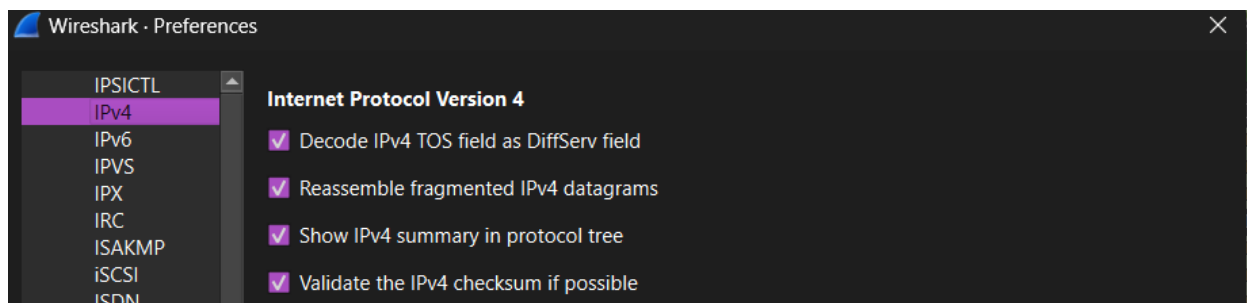 Wireshark · Preferences
IPSICTL
IPv4
IPv6
IPVS
IPX
IRC
ISAKMP
iSCSI
ISDN
Internet Protocol Version 4
Decode IPv4 TOS field as DiffServ field
Reassemble fragmented IPv4 datagrams
Show IPv4 summary in protocol tree
Validate the IPv4 checksum if possible